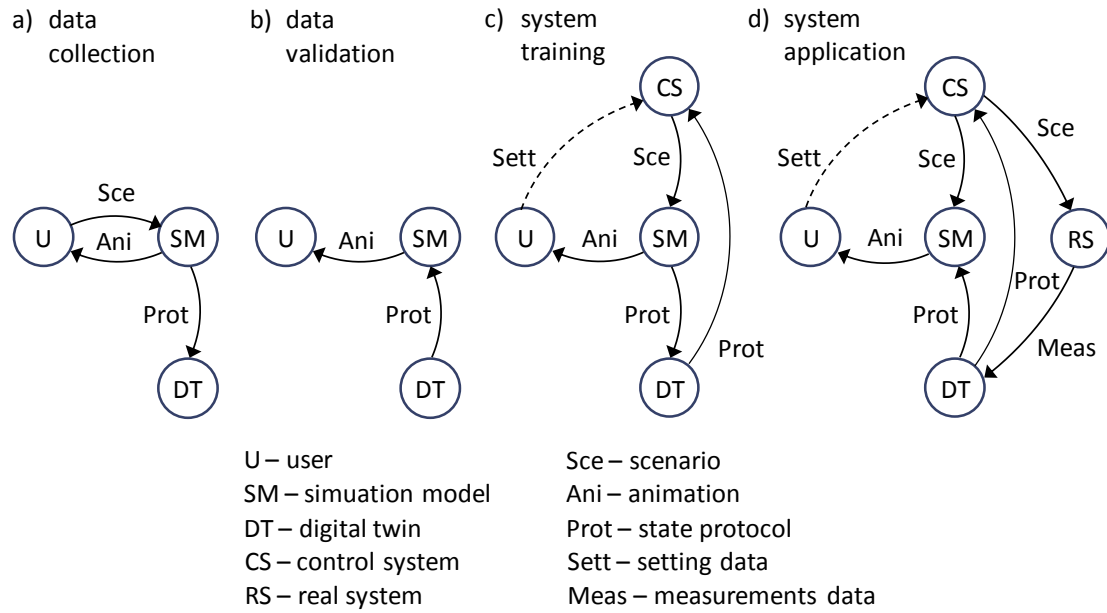 a) data collection
b) data validation
c) system training
d) system application
U
Sce
Ani
SM
Prot
DT
U
Ani
SM
Prot
DT
CS
Sett
Sce
U
Ani
SM
Prot
Prot
DT
CS
Sett
Sce
Sce
U
Ani
SM
RS
Prot
Prot
Meas
DT
U – user
SM – simuation model
DT – digital twin
CS – control system
RS – real system
Sce – scenario
Ani – animation
Prot – state protocol
Sett – setting data
Meas – measurements data